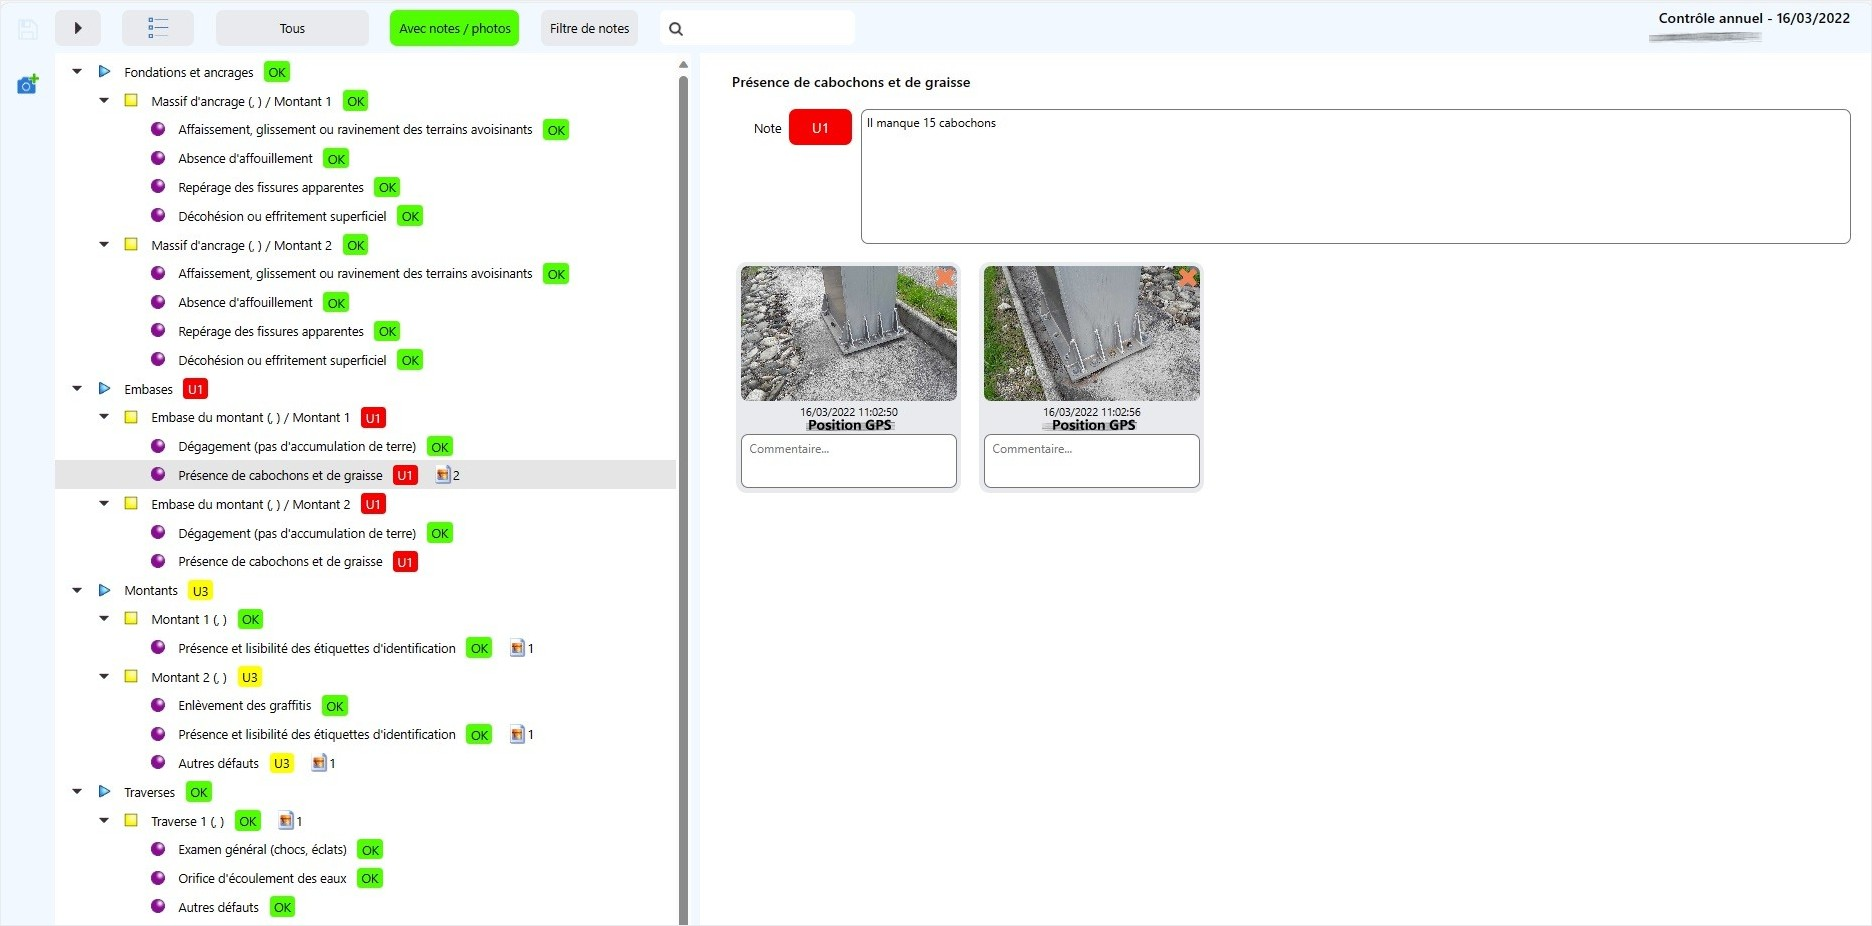 Tous
Avec notes / photos
Filtre de notes
Contrôle annuel - 16/03/2022
Fondations et ancrages OK
Massif d'ancrage (, ) / Montant 1 OK
Affaissement, glissement ou ravinement des terrains avoisinants OK
Absence d'affouillement OK
Repérage des fissures apparentes OK
Décohésion ou effritement superficiel OK
Massif d'ancrage (, ) / Montant 2 OK
Affaissement, glissement ou ravinement des terrains avoisinants OK
Absence d'affouillement OK
Repérage des fissures apparentes OK
Décohésion ou effritement superficiel OK
Embases U1
Embase du montant (, ) / Montant 1 U1
Dégagement (pas d'accumulation de terre) OK
Présence de cabochons et de graisse U1 2
Embase du montant (, ) / Montant 2 U1
Dégagement (pas d'accumulation de terre) OK
Présence de cabochons et de graisse U1
Montants U3
Montant 1 (, ) OK
Présence et lisibilité des étiquettes d'identification OK 1
Montant 2 (, ) U3
Enlèvement des graffitis OK
Présence et lisibilité des étiquettes d'identification OK 1
Autres défauts U3 1
Traverses OK
Traverse 1 (, ) OK 1
Examen général (chocs, éclats) OK
Orifice d'écoulement des eaux OK
Autres défauts OK
Présence de cabochons et de graisse
Note U1
Il manque 15 cabochons
16/03/2022 11:02:50
Position GPS
Commentaire...
16/03/2022 11:02:56
Position GPS
Commentaire...